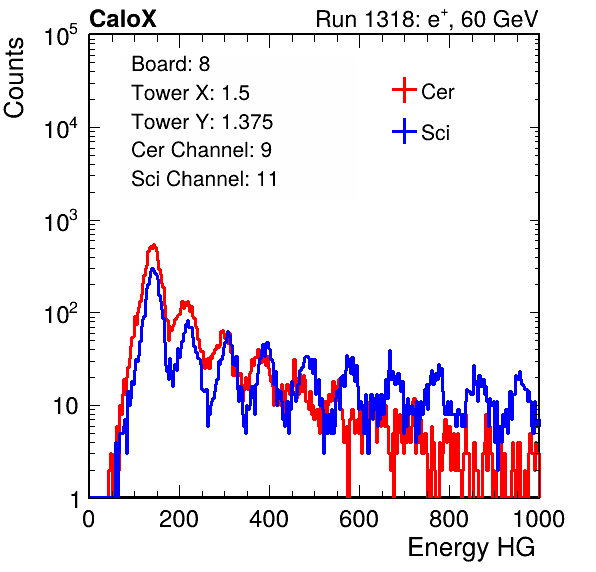 CaloX Run 1318: e⁺, 60 GeV
Counts
Board: 8
Tower X: 1.5
Tower Y: 1.375
Cer Channel: 9
Sci Channel: 11
Cer
Sci
10⁵
10⁴
10³
10²
10
1
0 200 400 600 800 1000
Energy HG